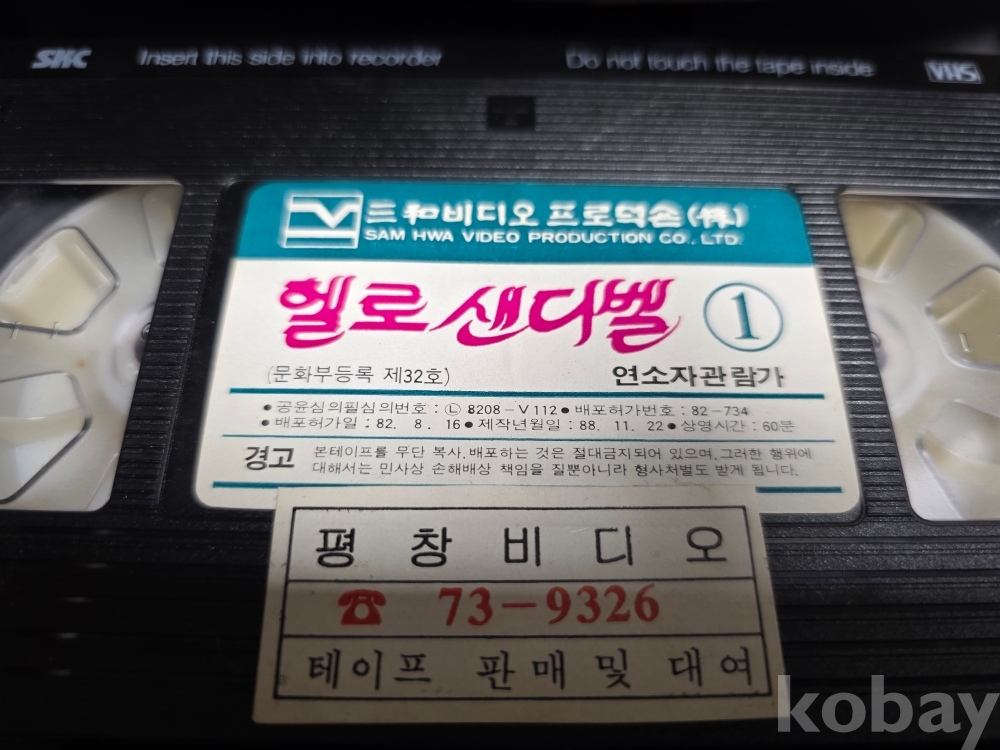 SKC Insert this side into recorder Do not touch the tape inside VHS
三和비디오 프로덕숀(株)
SAM HWA VIDEO PRODUCTION CO., LTD.
헬로 샌디벨 1
(문화부등록 제32호) 연소자관람가
● 공윤심의필심의번호 : Ⓛ 8208-V112 ● 배포허가번호 : 82-734
● 배포허가일 : 82. 8. 16 ● 제작년월일 : 88. 11. 22 ● 상영시간 : 60분
경고 본테이프를 무단 복사, 배포하는 것은 절대금지되어 있으며, 그러한 행위에
대해서는 민사상 손해배상 책임을 질뿐아니라 형사처벌도 받게 됩니다.
평창비디오
☎ 73-9326
테이프 판매 및 대여
kobay